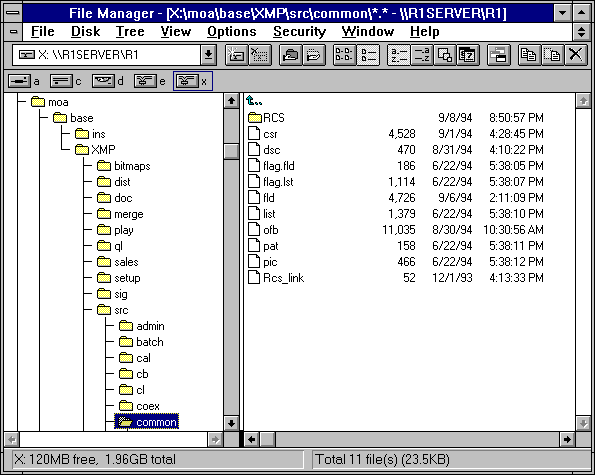 File Manager - [X:\moa\base\XMP\src\common\*.* - \\R1SERVER\R1]
File Disk Tree View Options Security Window Help
X: \\R1SERVER\R1
a c d e x
moa
base
ins
XMP
bitmaps
dist
doc
merge
play
ql
sales
setup
sig
src
admin
batch
cal
cb
cl
coex
common
RCS 9/8/94 8:50:57 PM
csr 4,528 9/1/94 4:28:45 PM
dsc 470 8/31/94 4:10:22 PM
flag.fld 186 6/22/94 5:38:05 PM
flag.lst 1,114 6/22/94 5:38:07 PM
fld 4,726 9/6/94 2:11:09 PM
list 1,379 6/22/94 5:38:10 PM
ofb 11,035 8/30/94 10:30:56 AM
pat 158 6/22/94 5:38:11 PM
pic 466 6/22/94 5:38:12 PM
Rcs_link 52 12/1/93 4:13:33 PM
X: 120MB free, 1.96GB total
Total 11 file(s) (23.5KB)